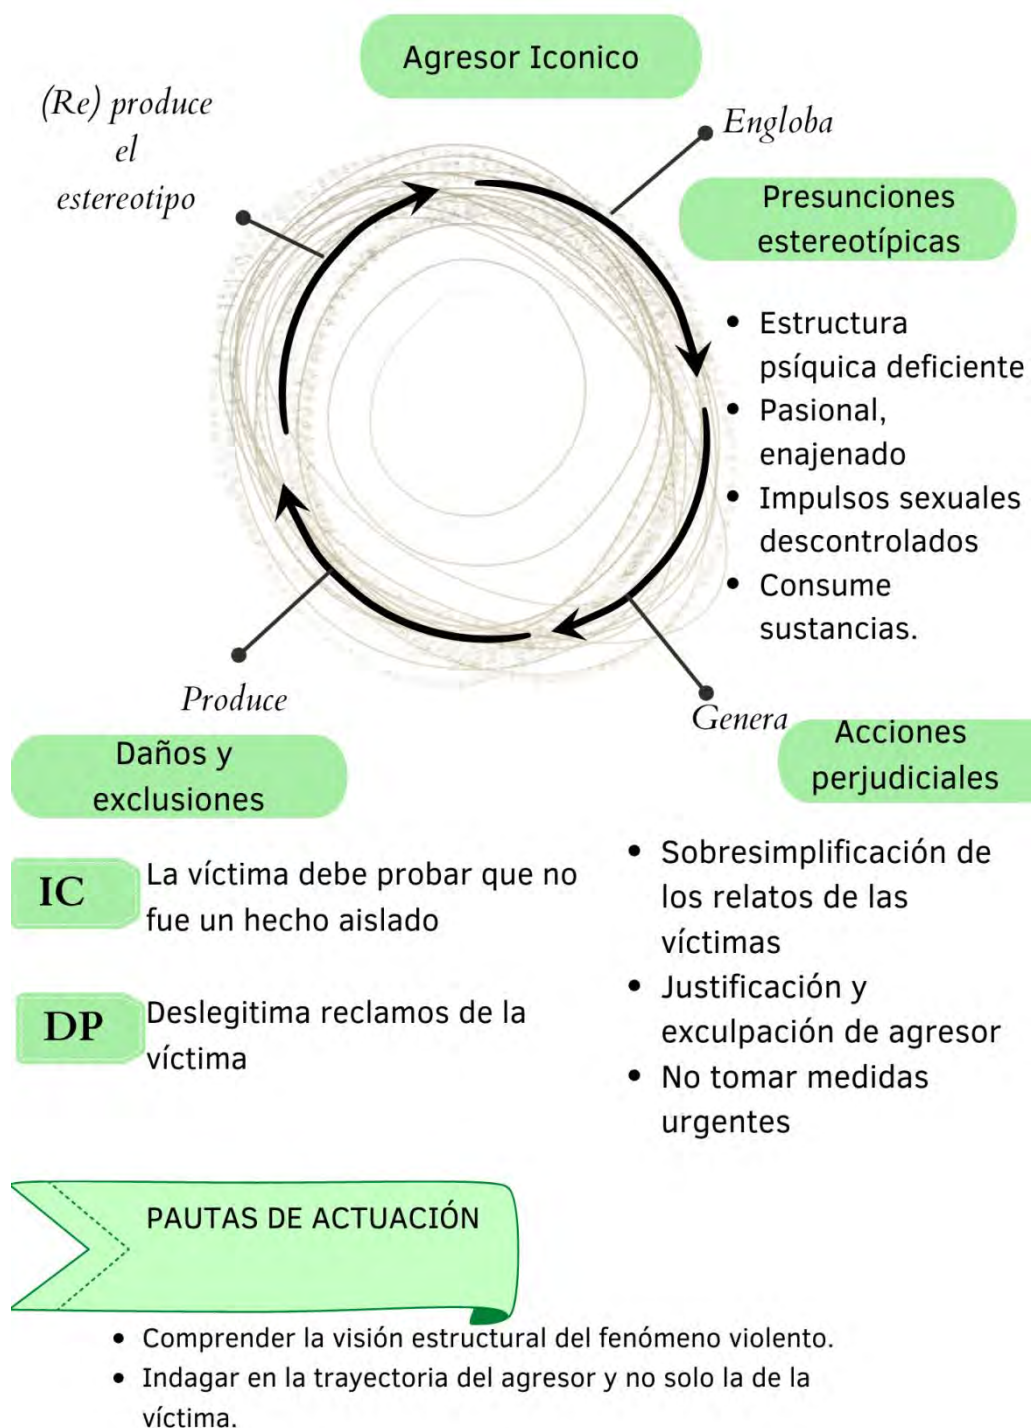 Agresor Iconico
(Re) produce
el
estereotipo
Engloba
Presunciones
estereotípicas
• Estructura
psíquica deficiente
• Pasional,
enajenado
• Impulsos sexuales
descontrolados
• Consume
sustancias.
Genera
Acciones
perjudiciales
• Sobresimplificación de
los relatos de las
víctimas
• Justificación y
exculpación de agresor
• No tomar medidas
urgentes
Produce
Daños y
exclusiones
IC
La víctima debe probar que no
fue un hecho aislado
DP
Deslegitima reclamos de la
víctima
PAUTAS DE ACTUACIÓN
• Comprender la visión estructural del fenómeno violento.
• Indagar en la trayectoria del agresor y no solo la de la
víctima.